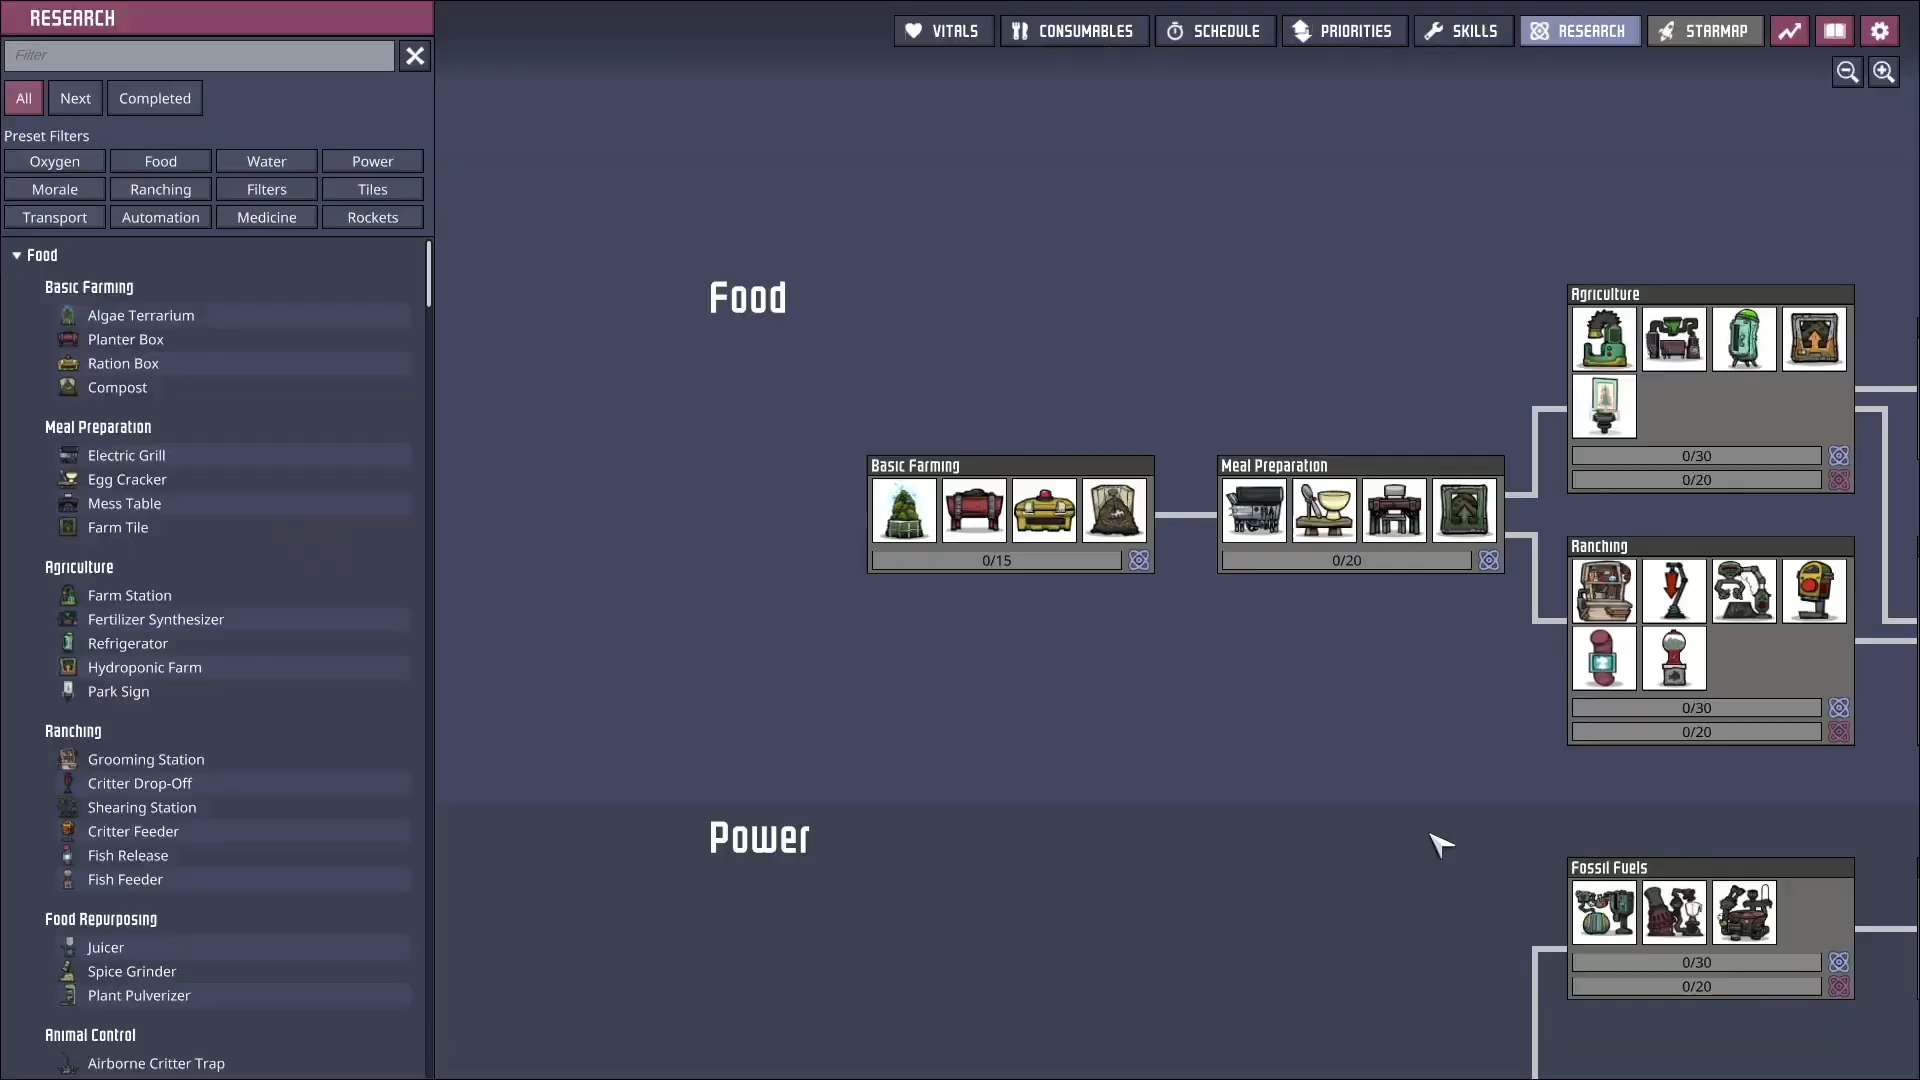 RESEARCH
VITALS
CONSUMABLES
SCHEDULE
PRIORITIES
SKILLS
RESEARCH
STARMAP
Filter
All
Next
Completed
Preset Filters
Oxygen
Food
Water
Power
Morale
Ranching
Filters
Tiles
Transport
Automation
Medicine
Rockets
Food
Basic Farming
Algae Terrarium
Planter Box
Ration Box
Compost
Meal Preparation
Electric Grill
Egg Cracker
Mess Table
Farm Tile
Agriculture
Farm Station
Fertilizer Synthesizer
Refrigerator
Hydroponic Farm
Park Sign
Ranching
Grooming Station
Critter Drop-Off
Shearing Station
Critter Feeder
Fish Release
Fish Feeder
Food Repurposing
Juicer
Spice Grinder
Plant Pulverizer
Animal Control
Airborne Critter Trap
Food
Basic Farming
0/15
Meal Preparation
0/20
Agriculture
0/30
0/20
Ranching
0/30
0/20
Power
Fossil Fuels
0/30
0/20